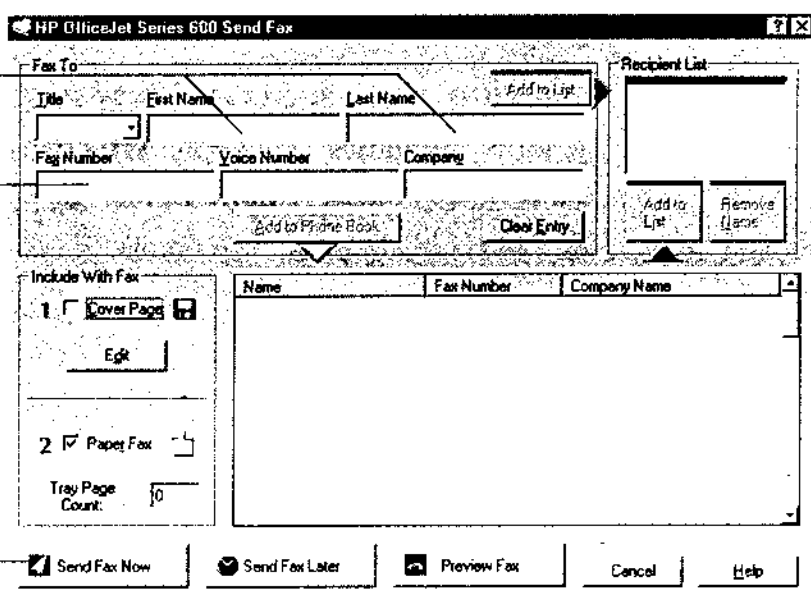 HP OfficeJet Series 600 Send Fax
Fax To
Title First Name Last Name
Add to List
Fax Number Voice Number Company
Add to Phone Book
Clear Entry
Recipient List
Add to List
Remove Name
Include With Fax
1 Cover Page
Edit
2 Paper Fax
Tray Page Count: 0
Name Fax Number Company Name
Send Fax Now Send Fax Later Preview Fax Cancel Help